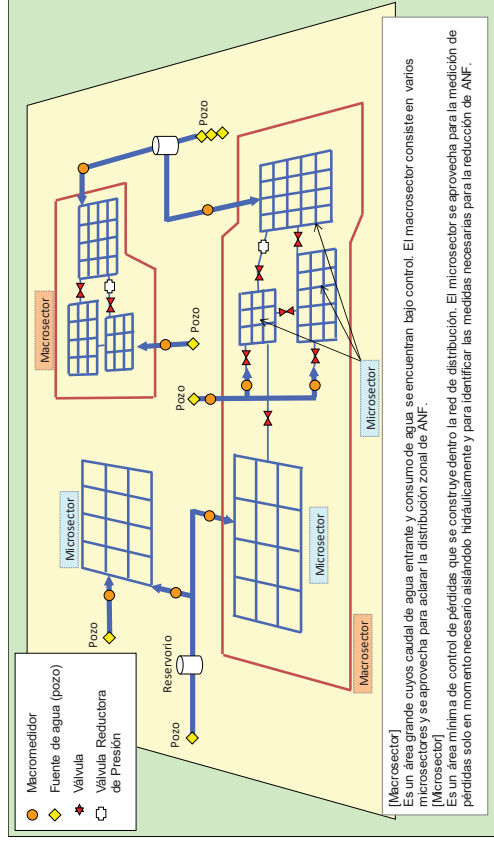 Macromedidor
Fuente de agua (pozo)
Válvula
Válvula Reductora
de Presión
Pozo
Reservorio
Pozo
Microsector
Macrosector
Microsector
Pozo
Pozo
Macrosector
Pozo
Microsector
[Macrosector]
Es un área grande cuyos caudal de agua entrante y consumo de agua se encuentran bajo control. El macrosector consiste en varios
microsectores y se aprovecha para aclarar la distribución zonal de ANF.
[Microsector]
Es un área mínima de control de pérdidas que se construye dentro la red de distribución. El microsector se aprovecha para la medición de
pérdidas solo en momento necesario aislándolo hidráulicamente y para identificar las medidas necesarias para la reducción de ANF.